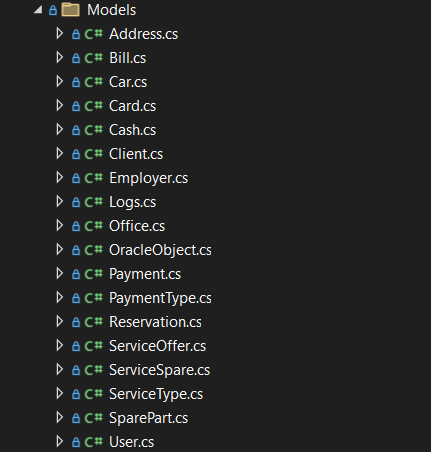 Models
C# Address.cs
C# Bill.cs
C# Car.cs
C# Card.cs
C# Cash.cs
C# Client.cs
C# Employer.cs
C# Logs.cs
C# Office.cs
C# OracleObject.cs
C# Payment.cs
C# PaymentType.cs
C# Reservation.cs
C# ServiceOffer.cs
C# ServiceSpare.cs
C# ServiceType.cs
C# SparePart.cs
C# User.cs